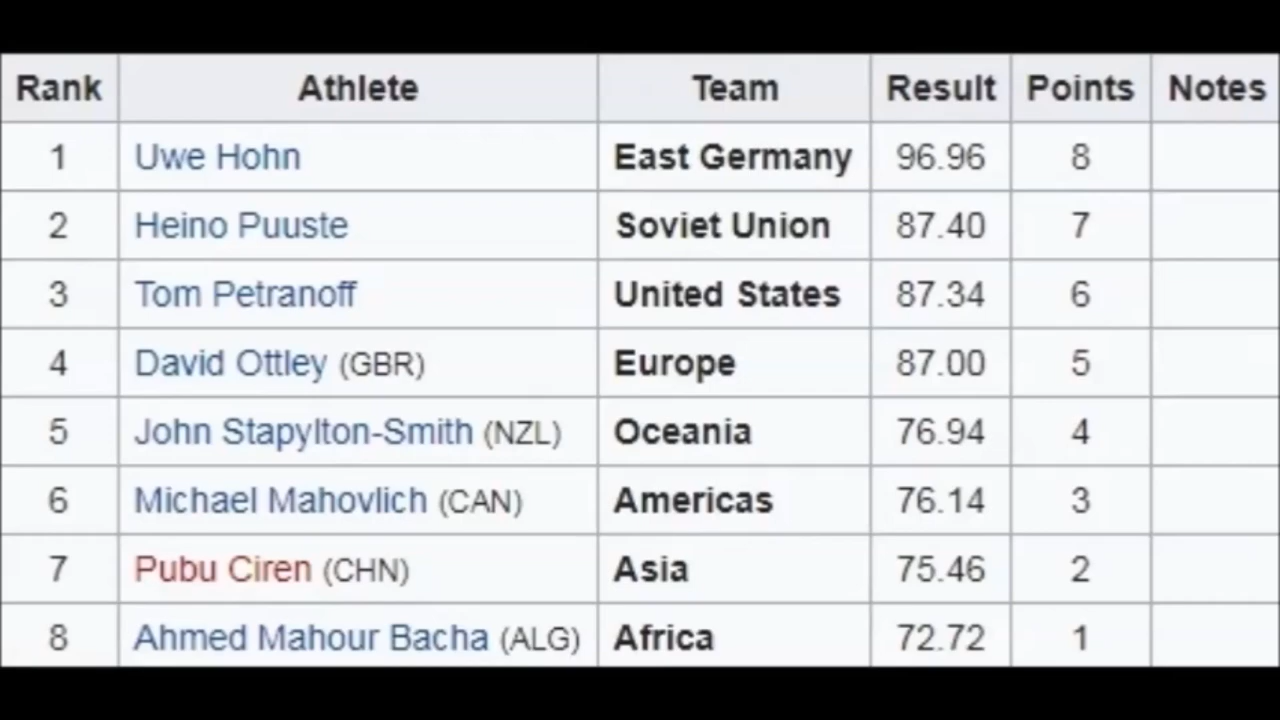 Rank Athlete Team Result Points Notes
1 Uwe Hohn East Germany 96.96 8
2 Heino Puuste Soviet Union 87.40 7
3 Tom Petranoff United States 87.34 6
4 David Ottley (GBR) Europe 87.00 5
5 John Stapylton-Smith (NZL) Oceania 76.94 4
6 Michael Mahovlich (CAN) Americas 76.14 3
7 Pubu Ciren (CHN) Asia 75.46 2
8 Ahmed Mahour Bacha (ALG) Africa 72.72 1